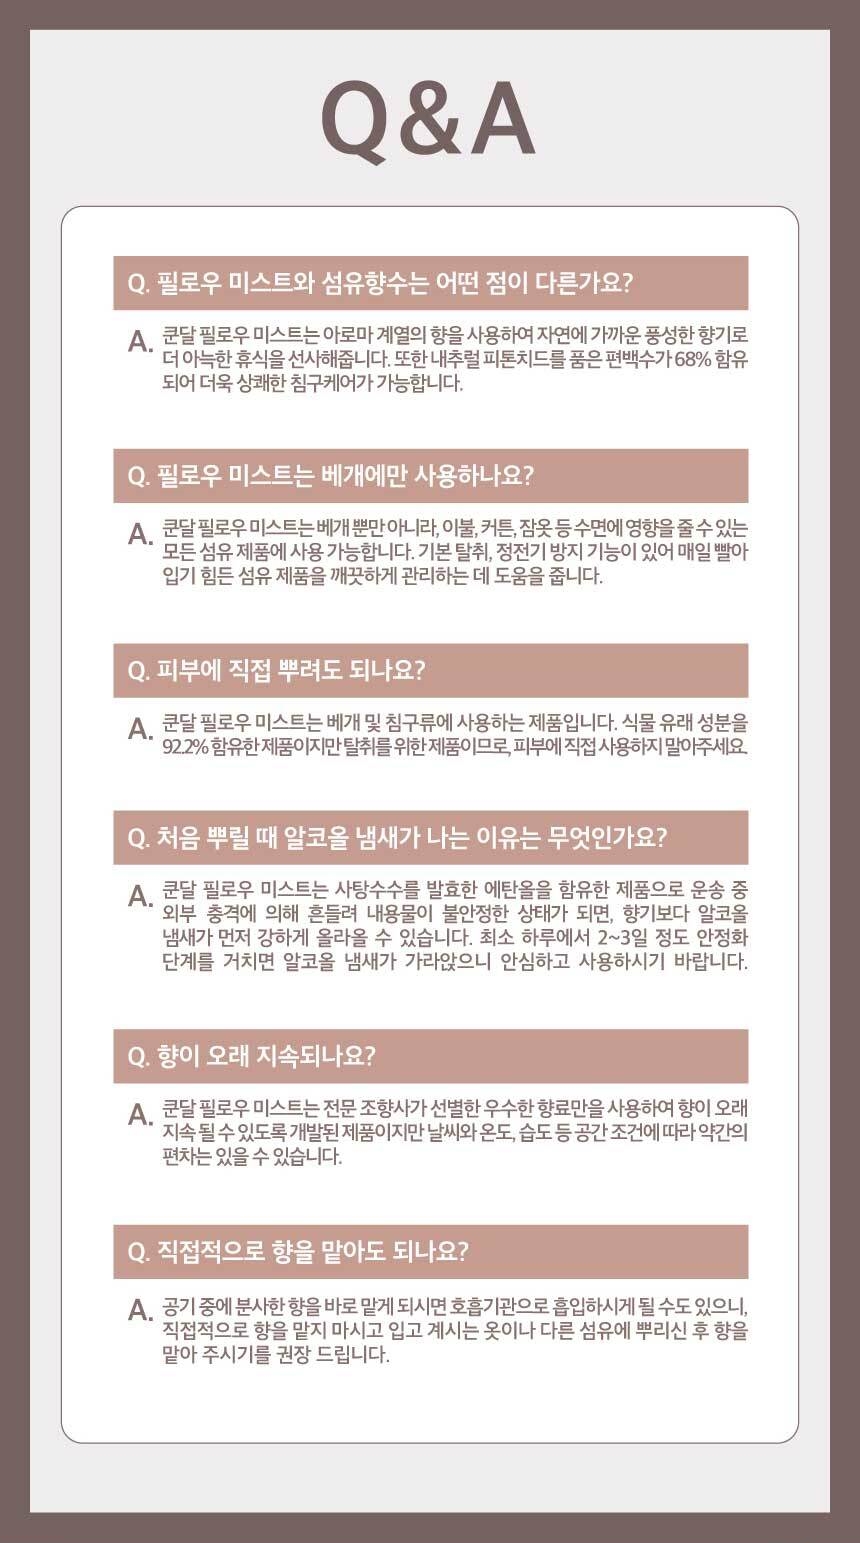 Q&A
Q. 필로우 미스트와 섬유향수는 어떤 점이 다른가요?
A. 쿤달 필로우 미스트는 아로마 계열의 향을 사용하여 자연에 가까운 풍성한 향기로
더 아늑한 휴식을 선사해줍니다. 또한 내추럴 피톤치드를 품은 편백수가 68% 함유
되어 더욱 상쾌한 침구케어가 가능합니다.
Q. 필로우 미스트는 베개에만 사용하나요?
A. 쿤달 필로우 미스트는 베개 뿐만 아니라, 이불, 커튼, 잠옷 등 수면에 영향을 줄 수 있는
모든 섬유 제품에 사용 가능합니다. 기본 탈취, 정전기 방지 기능이 있어 매일 빨아
입기 힘든 섬유 제품을 깨끗하게 관리하는 데 도움을 줍니다.
Q. 피부에 직접 뿌려도 되나요?
A. 쿤달 필로우 미스트는 베개 및 침구류에 사용하는 제품입니다. 식물 유래 성분을
92.2% 함유한 제품이지만 탈취를 위한 제품이므로, 피부에 직접 사용하지 말아주세요.
Q. 처음 뿌릴 때 알코올 냄새가 나는 이유는 무엇인가요?
A. 쿤달 필로우 미스트는 사탕수수를 발효한 에탄올을 함유한 제품으로 운송 중
외부 충격에 의해 흔들려 내용물이 불안정한 상태가 되면, 향기보다 알코올
냄새가 먼저 강하게 올라올 수 있습니다. 최소 하루에서 2~3일 정도 안정화
단계를 거치면 알코올 냄새가 가라앉으니 안심하고 사용하시기 바랍니다.
Q. 향이 오래 지속되나요?
A. 쿤달 필로우 미스트는 전문 조향사가 선별한 우수한 향료만을 사용하여 향이 오래
지속 될 수 있도록 개발된 제품이지만 날씨와 온도, 습도 등 공간 조건에 따라 약간의
편차는 있을 수 있습니다.
Q. 직접적으로 향을 맡아도 되나요?
A. 공기 중에 분사한 향을 바로 맡게 되시면 호흡기관으로 흡입하시게 될 수도 있으니,
직접적으로 향을 맡지 마시고 입고 계시는 옷이나 다른 섬유에 뿌리신 후 향을
맡아 주시기를 권장 드립니다.